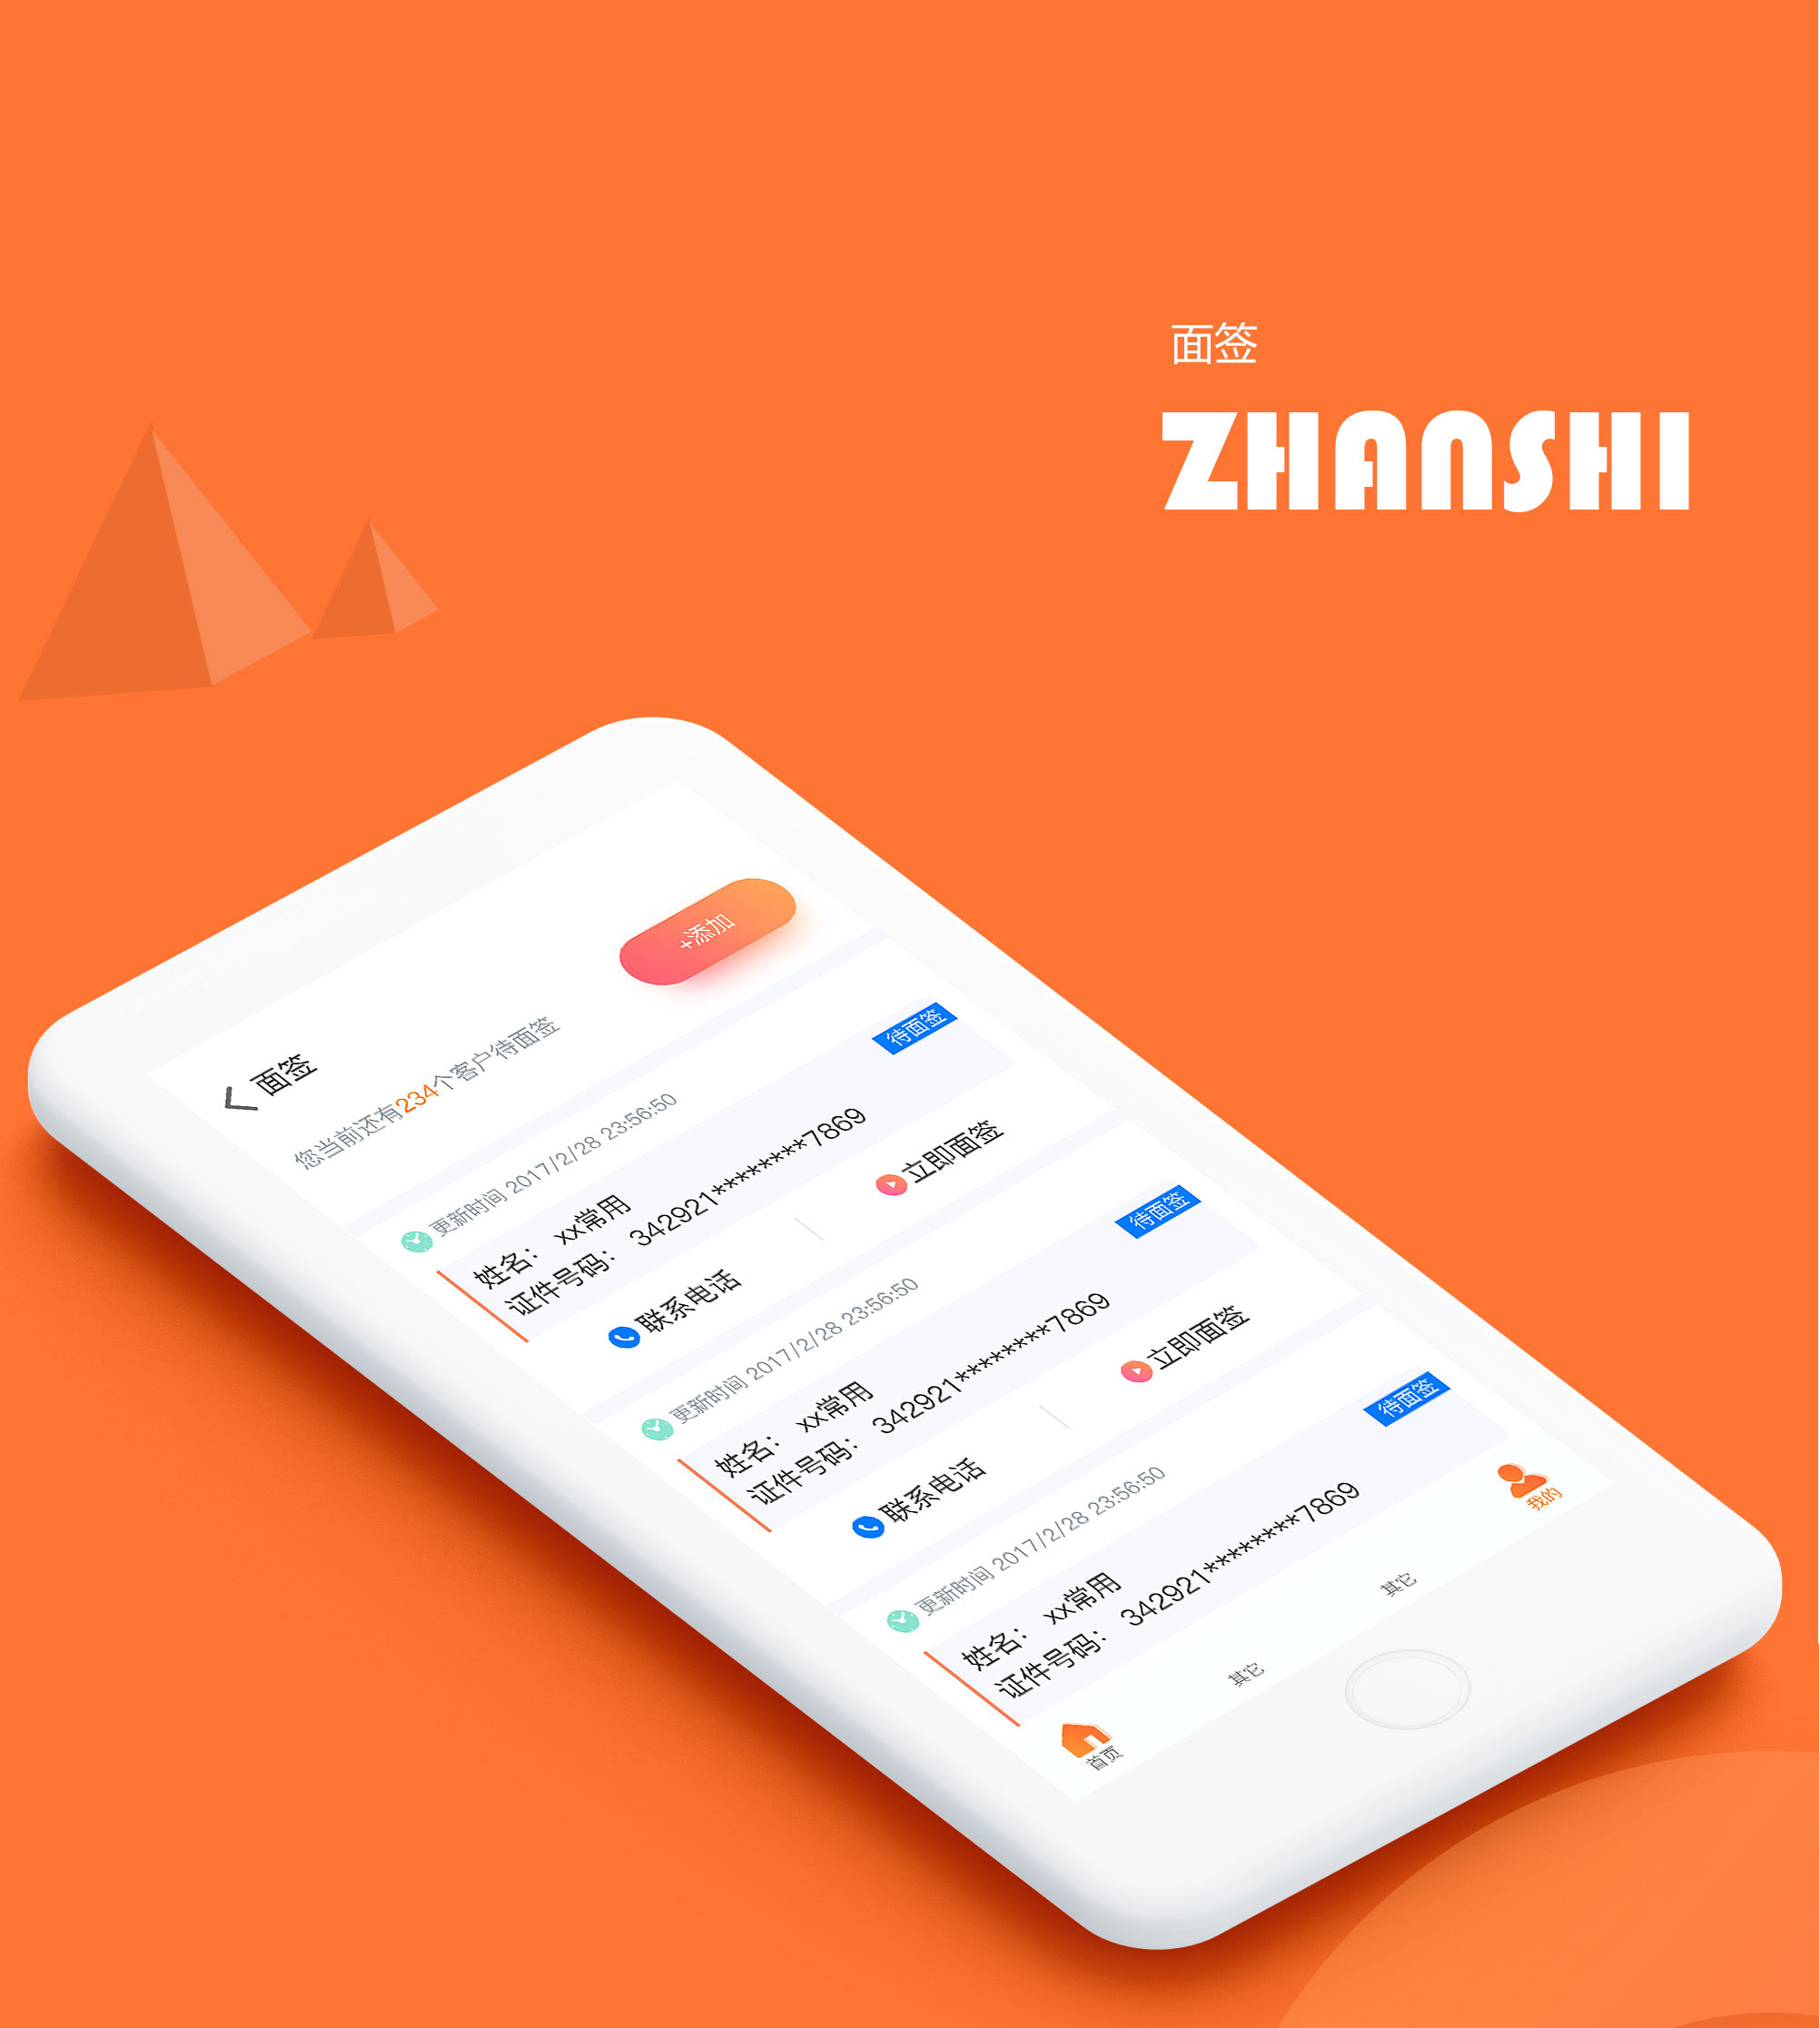 面签
ZHANSHI
面签
+添加
您当前还有234个客户待面签
更新时间 2017/2/28 23:56:50
待面签
姓名： xx常用
证件号码： 342921********7869
联系电话
立即面签
更新时间 2017/2/28 23:56:50
待面签
姓名： xx常用
证件号码： 342921********7869
联系电话
立即面签
更新时间 2017/2/28 23:56:50
待面签
姓名： xx常用
证件号码： 342921********7869
首页
其它
其它
我的